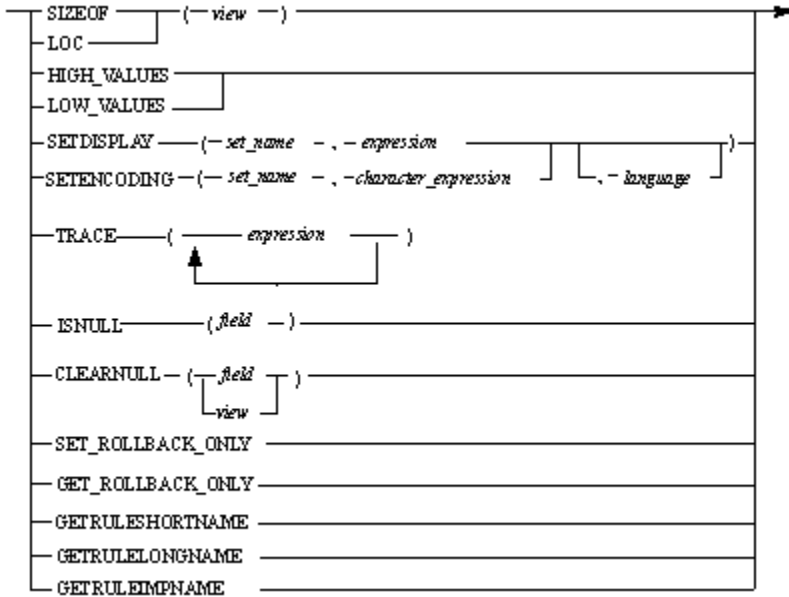 SIZEOF ( view )
LOC
HIGH_VALUES
LOW_VALUES
SETDISPLAY ( set_name , expression )
SETENCODING ( set_name , character_expression , language
TRACE ( expression )
,
ISNULL ( field )
CLEARNULL ( field )
view
SET_ROLLBACK_ONLY
GET_ROLLBACK_ONLY
GETRULESHORTNAME
GETRULELONGNAME
GETRULEIMPNAME